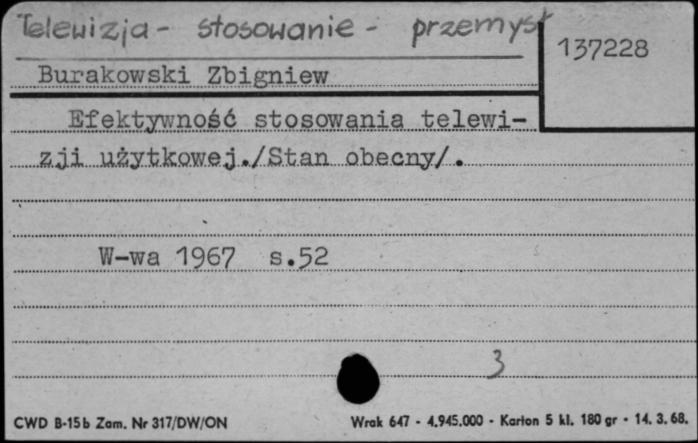 Telewizja - stosowanie - przemysł
137228
Burakowski Zbigniew
Efektywność stosowania telewi-
zji użytkowej./Stan obecny/.
W-wa 1967 s.52
3
CWD B-15b Zam. Nr 317/DW/ON
Wrak 647 - 4.945.000 - Karton 5 kl. 180 gr - 14. 3. 68.